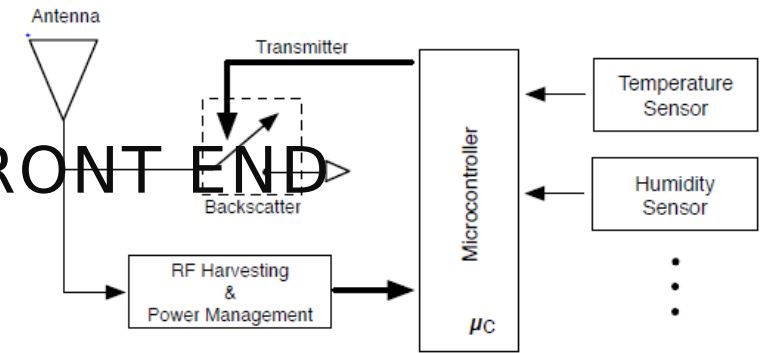 Antenna
Transmitter
Temperature
Sensor
Microcontroller
RONT END
Humidity
Sensor
Backscatter
RF Harvesting
&
Power Management
μC